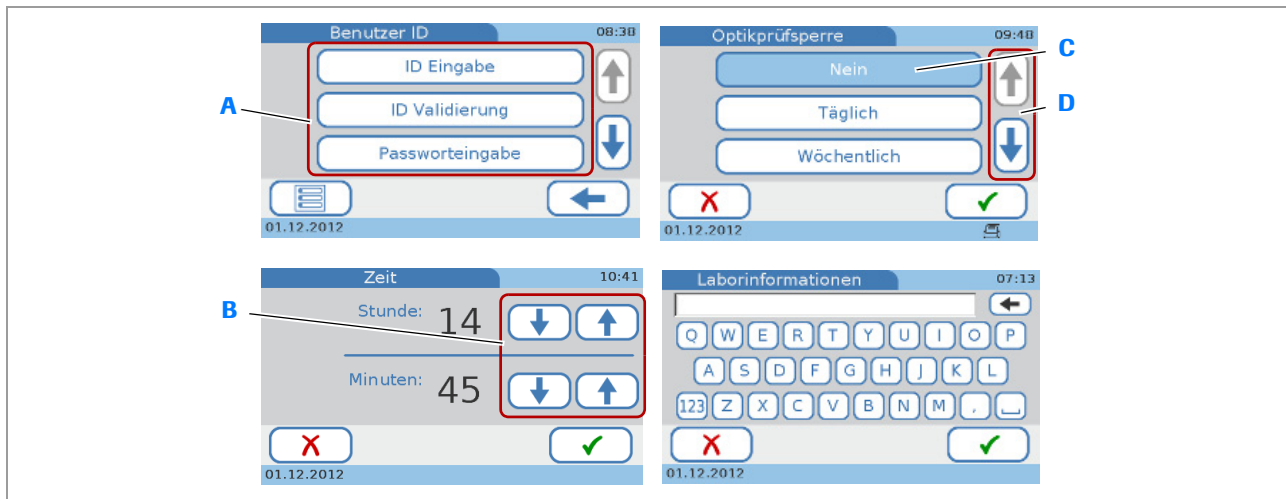 Benutzer ID 08:38
ID Eingabe
A
ID Validierung
Passworteingabe
01.12.2012
Optikprüfsperre 09:48
C
Nein
D
Täglich
Wöchentlich
01.12.2012
Zeit 10:41
B
Stunde: 14
Minuten: 45
01.12.2012
Laborinformationen 07:13
Q W E R T Y U I O P
A S D F G H J K L
123 Z X C V B N M ,
01.12.2012